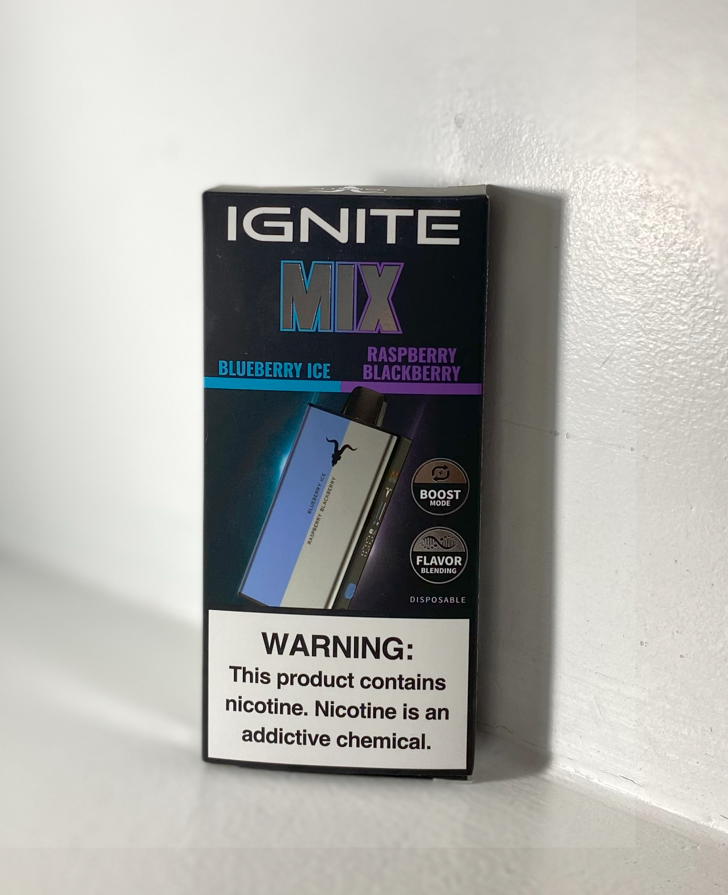 IGNITE
MIX
BLUEBERRY ICE
RASPBERRY
BLACKBERRY
BLUEBERRY ICE
RASPBERRY BLACKBERRY
BOOST
MODE
FLAVOR
BLENDING
DISPOSABLE
WARNING:
This product contains
nicotine. Nicotine is an
addictive chemical.